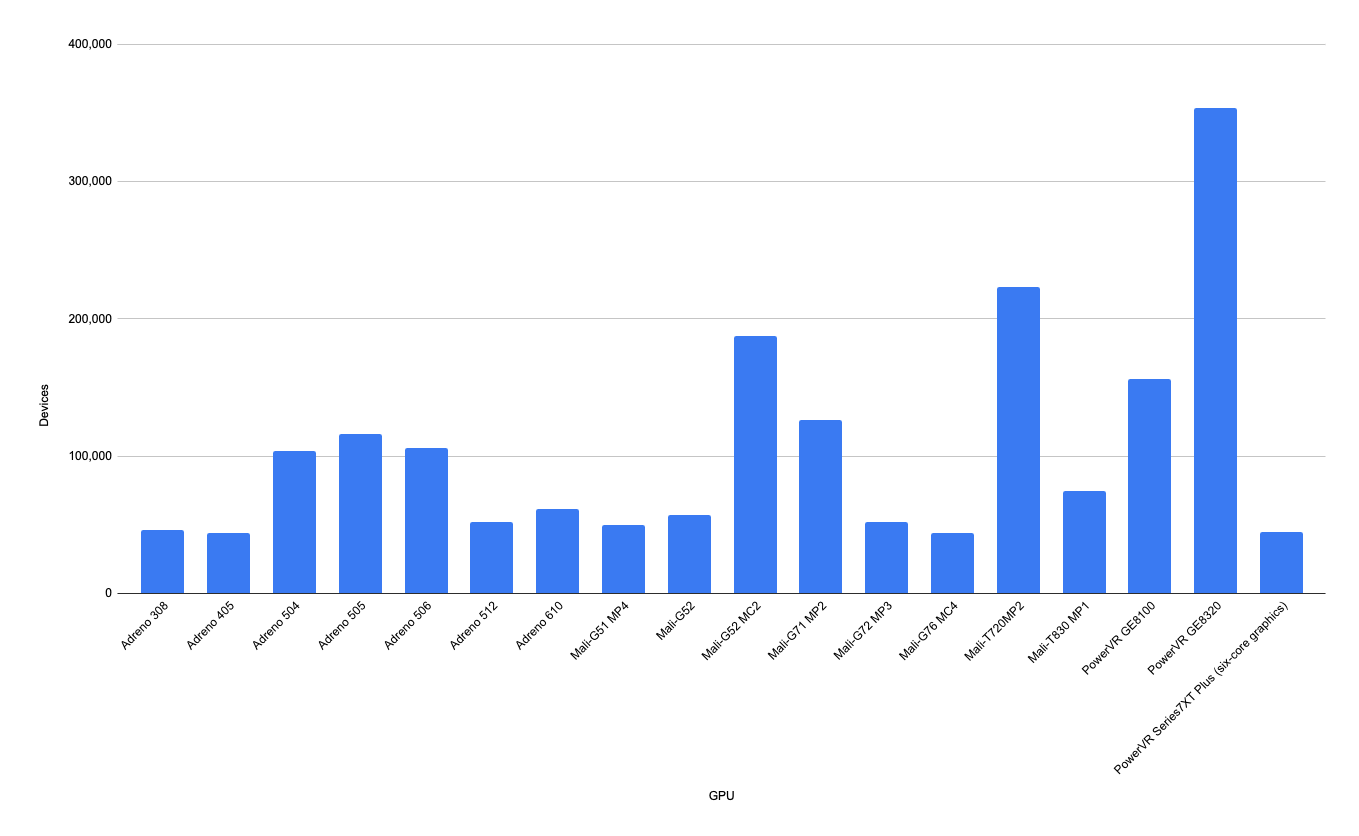 400,000
300,000
200,000
100,000
0
Devices
Adreno 308
Adreno 405
Adreno 504
Adreno 505
Adreno 506
Adreno 512
Adreno 610
Mali-G51 MP4
Mali-G52
Mali-G52 MC2
Mali-G71 MP2
Mali-G72 MP3
Mali-G76 MC4
Mali-T720MP2
Mali-T830 MP1
PowerVR GE8100
PowerVR GE8320
PowerVR Series7XT Plus (six-core graphics)
GPU